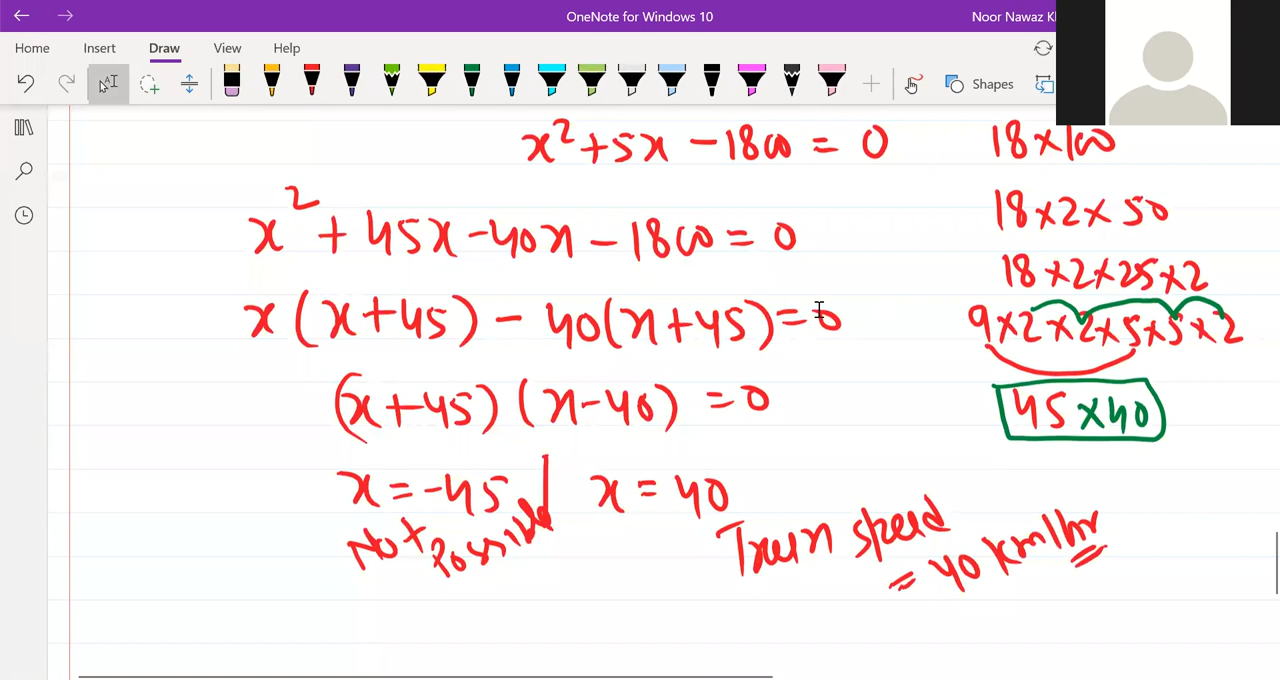 OneNote for Windows 10
Noor Nawaz Kh
Home Insert Draw View Help
Shapes
x²+5x -1800 = 0
x² + 45x -40x - 1800 = 0
x(x+45) - 40(x+45)=0
(x+45) (x-40) =0
x = -45 / x = 40
Not Possible
Train speed
= 40 km/hr
18×100
18×2×50
18×2×25×2
9×2×2×5×5×2
45×40